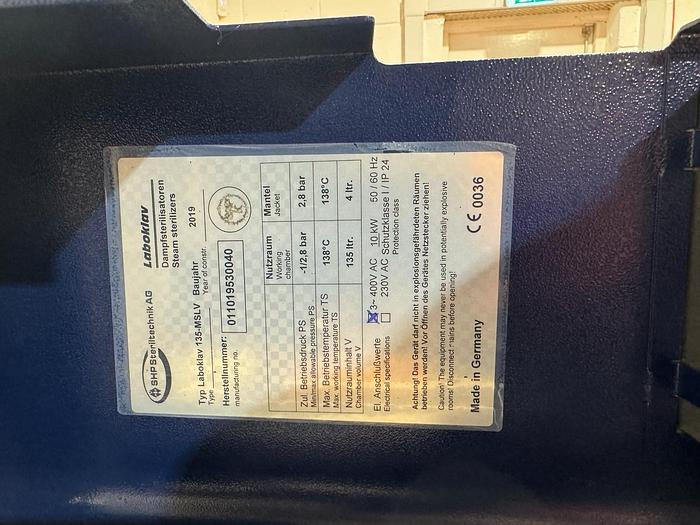 SHP Steriltechnik AG
Laboklav
Dampfsterilisatoren
Steam sterilizers
Typ Laboklav 135-MSLV Baujahr 2019
Type Year of constr.
Herstellnummer: 011019530040
manufacturing no.
Nutzraum Mantel
Working chamber Jacket
Zul. Betriebsdruck PS -1/2,8 bar 2,8 bar
Min/max allowable pressure PS
Max. Betriebstemperatur TS 138°C 138°C
Max. working temperature TS
Nutzrauminhalt V 135 ltr. 4 ltr.
Chamber volume V
El. Anschlußwerte 3~ 400V AC 10 kW 50 / 60 Hz
Electrical specifications 230V AC Schutzklasse I / IP 24
Protection class
Achtung! Das Gerät darf nicht in explosionsgefährdeten Räumen
betrieben werden! Vor Öffnen des Gerätes Netzstecker ziehen!
Caution! The equipment may never be used in potentially explosive
rooms! Disconnect mains before opening!
Made in Germany CE 0036